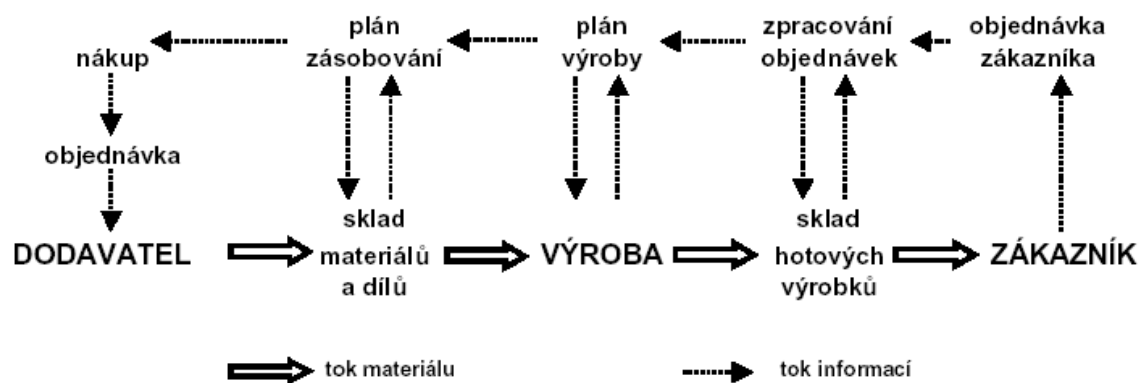 nákup
plán
zásobování
plán
výroby
zpracování
objednávek
objednávka
zákazníka
objednávka
DODAVATEL
sklad
materiálů
a dílů
VÝROBA
sklad
hotových
výrobků
ZÁKAZNÍK
tok materiálu
tok informací